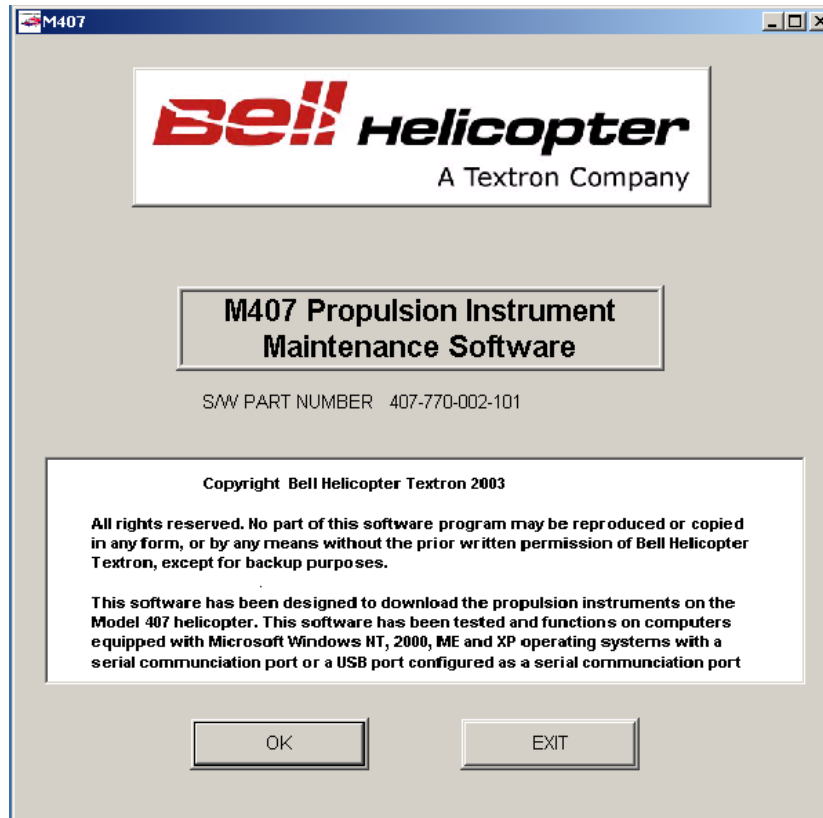 M407
Bell Helicopter
A Textron Company
M407 Propulsion Instrument
Maintenance Software
S/W PART NUMBER 407-770-002-101
Copyright Bell Helicopter Textron 2003
All rights reserved. No part of this software program may be reproduced or copied
in any form, or by any means without the prior written permission of Bell Helicopter
Textron, except for backup purposes.
This software has been designed to download the propulsion instruments on the
Model 407 helicopter. This software has been tested and functions on computers
equipped with Microsoft Windows NT, 2000, ME and XP operating systems with a
serial communciation port or a USB port configured as a serial communciation port
OK
EXIT